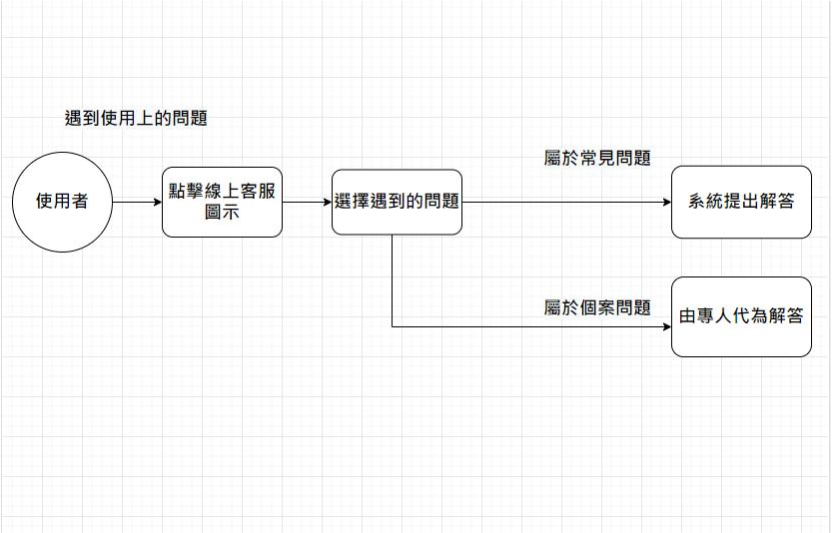 遇到使用上的問題
使用者
點擊線上客服
圖示
選擇遇到的問題
屬於常見問題
系統提出解答
屬於個案問題
由專人代為解答